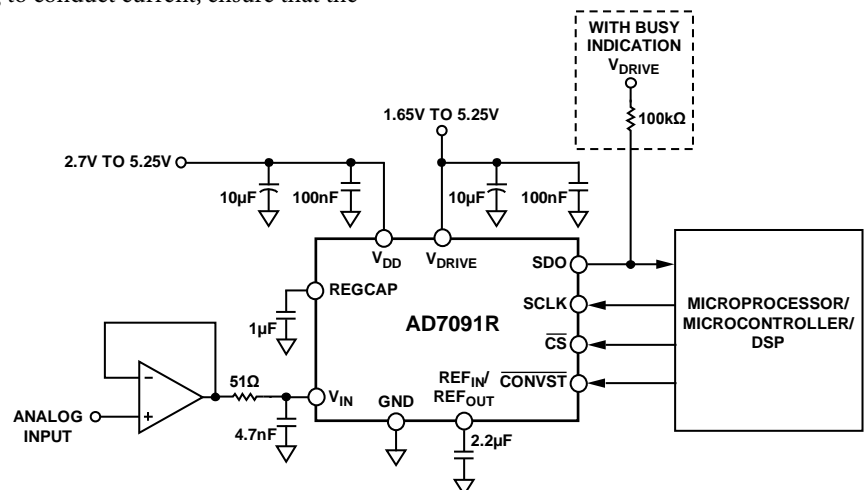 to conduct current, ensure that the
WITH BUSY
INDICATION
VDRIVE
100kΩ
1.65V TO 5.25V
2.7V TO 5.25V
10µF
100nF
10µF
100nF
VDD
VDRIVE
SDO
REGCAP
SCLK
MICROPROCESSOR/
MICROCONTROLLER/
DSP
1µF
AD7091R
CS
51Ω
REFIN/
REFOUT
CONVST
VIN
GND
ANALOG
INPUT
4.7nF
2.2µF